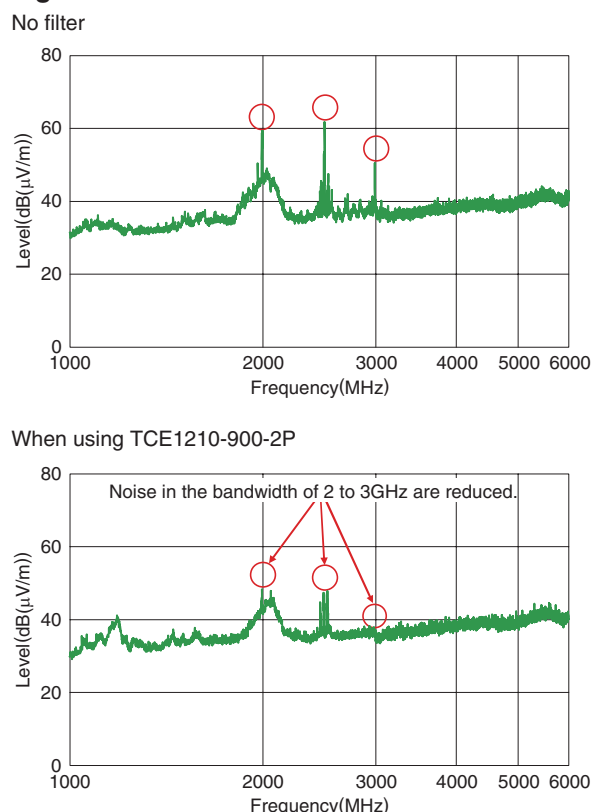 No filter
80
60
40
20
0
Level(dB(μV/m))
1000 2000 3000 4000 5000 6000
Frequency(MHz)
When using TCE1210-900-2P
80
Noise in the bandwidth of 2 to 3GHz are reduced.
60
40
20
0
Level(dB(μV/m))
1000 2000 3000 4000 5000 6000
Frequency(MHz)